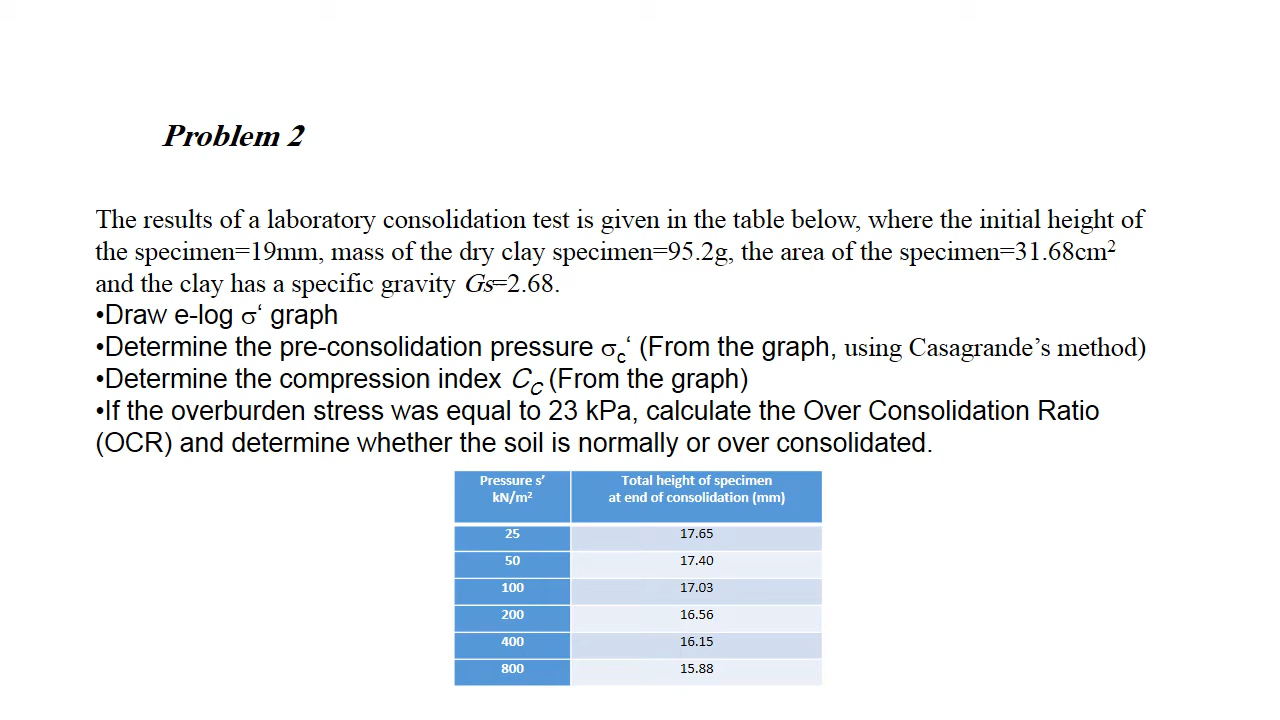 Problem 2
The results of a laboratory consolidation test is given in the table below, where the initial height of
the specimen=19mm, mass of the dry clay specimen=95.2g, the area of the specimen=31.68cm²
and the clay has a specific gravity Gs=2.68.
•Draw e-log σ‘ graph
•Determine the pre-consolidation pressure σc‘ (From the graph, using Casagrande’s method)
•Determine the compression index CC (From the graph)
•If the overburden stress was equal to 23 kPa, calculate the Over Consolidation Ratio
(OCR) and determine whether the soil is normally or over consolidated.
Pressure s’ Total height of specimen
kN/m² at end of consolidation (mm)
25 17.65
50 17.40
100 17.03
200 16.56
400 16.15
800 15.88